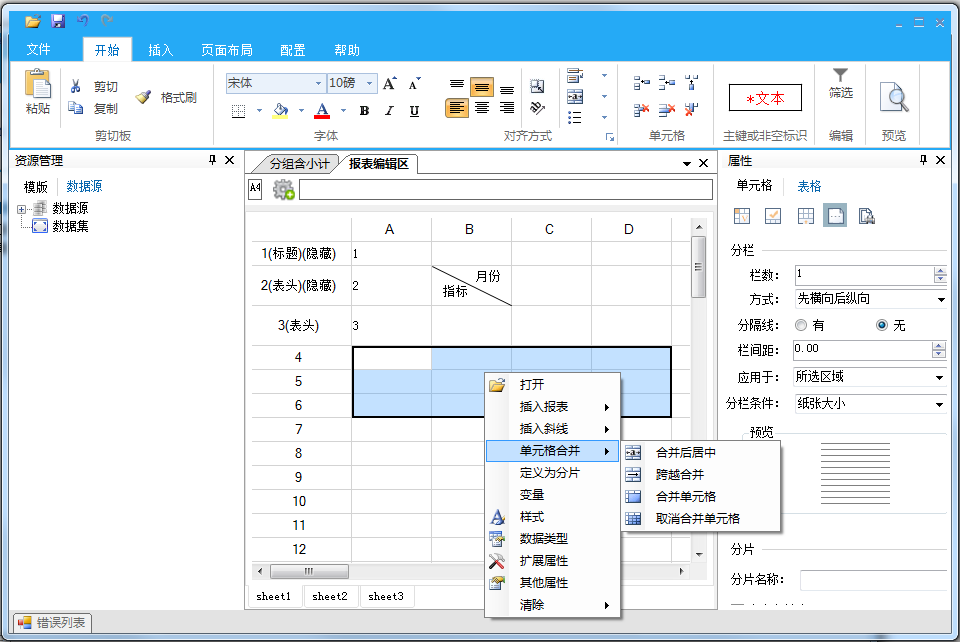 文件 开始 插入 页面布局 配置 帮助
粘贴 剪切 复制 格式刷
剪切板
宋体 10磅 A A
A B I U
字体
对齐方式
单元格
*文本
主键或非空标识
筛选
编辑
预览
资源管理
模版 数据源
数据源
数据集
分组含小计 报表编辑区
A4
A B C D
1(标题)(隐藏) 1
2(表头)(隐藏) 2 月份
指标
3(表头) 3
4
5
6
7
8
9
10
11
12
sheet1 sheet2 sheet3
打开
插入报表
插入斜线
单元格合并
定义为分片
变量
样式
数据类型
扩展属性
其他属性
清除
合并后居中
跨越合并
合并单元格
取消合并单元格
属性
单元格 表格
分栏
栏数: 1
方式: 先横向后纵向
分隔线: 有 无
栏间距: 0.00
应用于: 所选区域
分栏条件: 纸张大小
预览
分片
分片名称:
错误列表